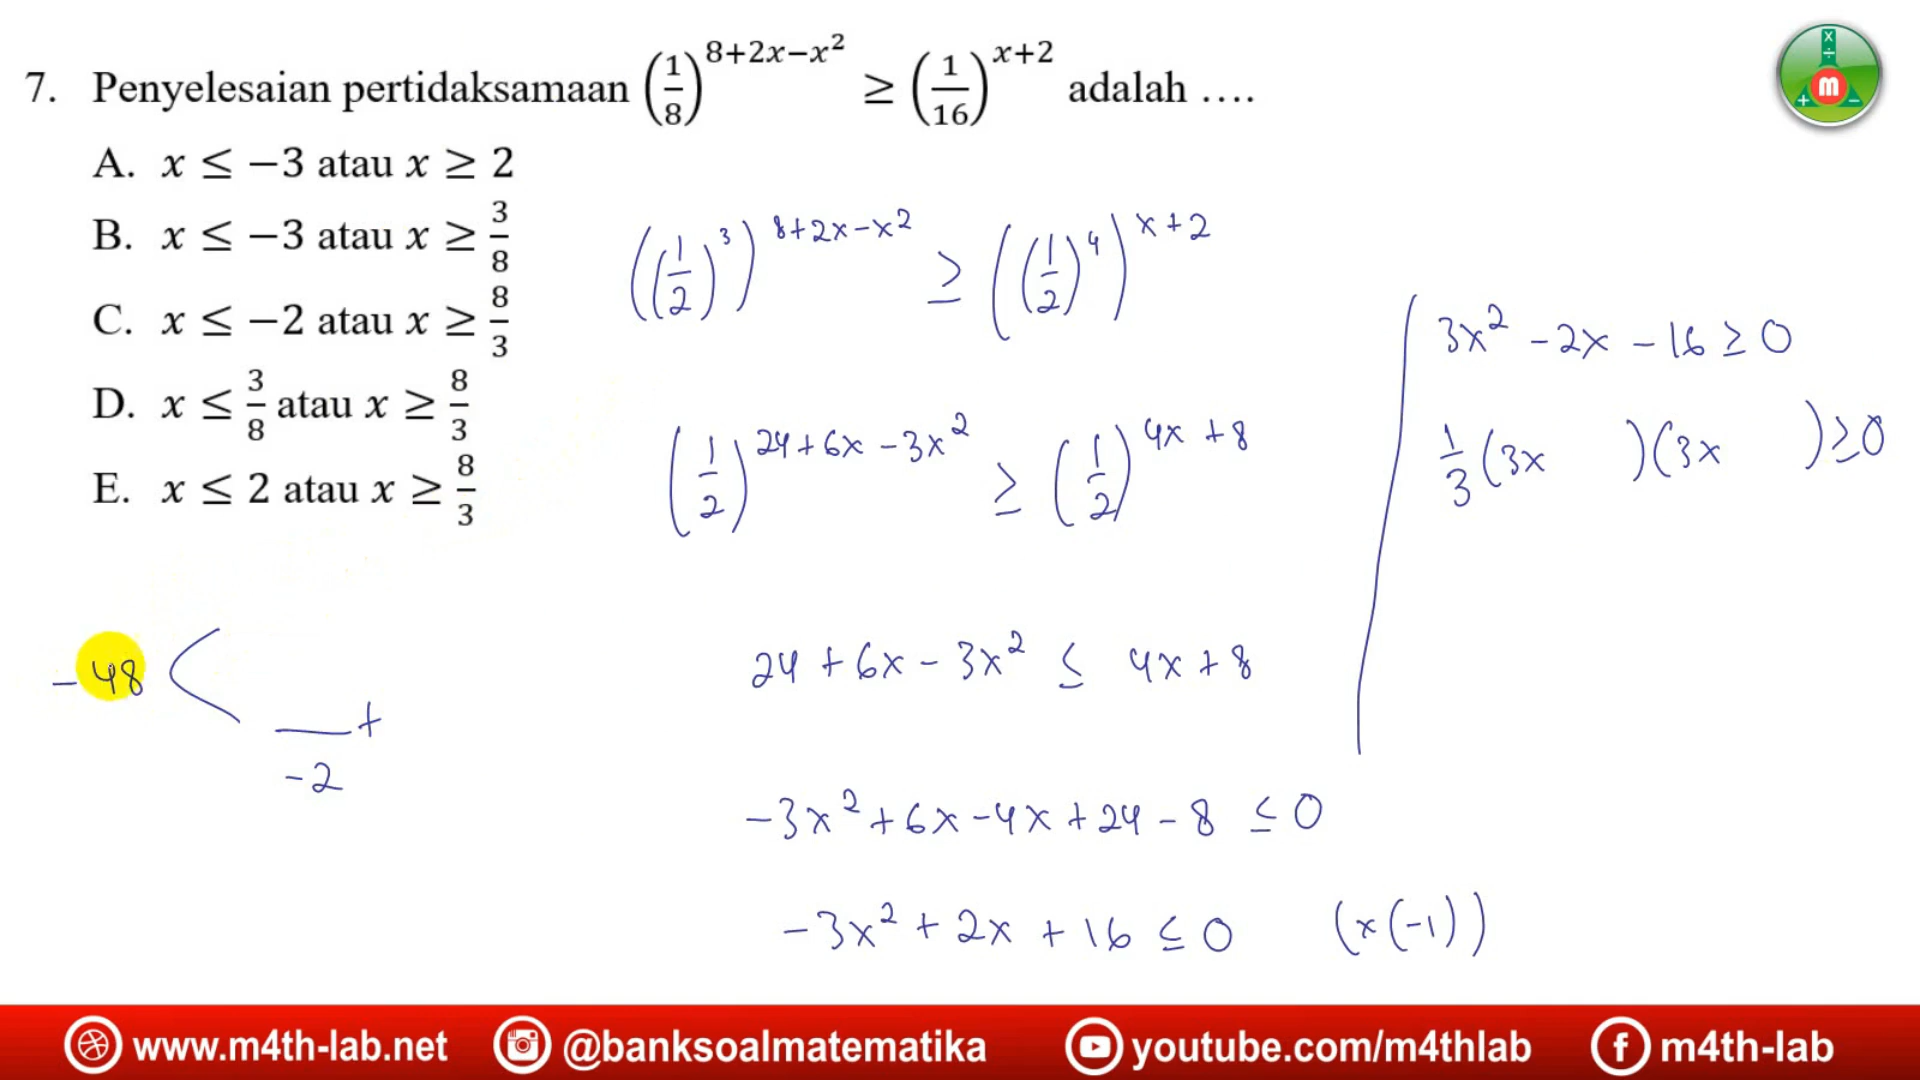 7. Penyelesaian pertidaksamaan (1/8)^(8+2x−x²) ≥ (1/16)^(x+2) adalah ....
A. x ≤ −3 atau x ≥ 2
B. x ≤ −3 atau x ≥ 3/8
C. x ≤ −2 atau x ≥ 8/3
D. x ≤ 3/8 atau x ≥ 8/3
E. x ≤ 2 atau x ≥ 8/3
((1/2)³)^(8+2x−x²) ≥ ((1/2)⁴)^(x+2)
(1/2)^(24+6x−3x²) ≥ (1/2)^(4x+8)
24 + 6x − 3x² ≤ 4x + 8
−3x² + 6x − 4x + 24 − 8 ≤ 0
−3x² + 2x + 16 ≤ 0 (x(−1))
3x² − 2x − 16 ≥ 0
1/3 (3x )(3x ) ≥ 0
−48 <
+
−2
x ÷ m + −
www.m4th-lab.net @banksoalmatematika youtube.com/m4thlab m4th-lab